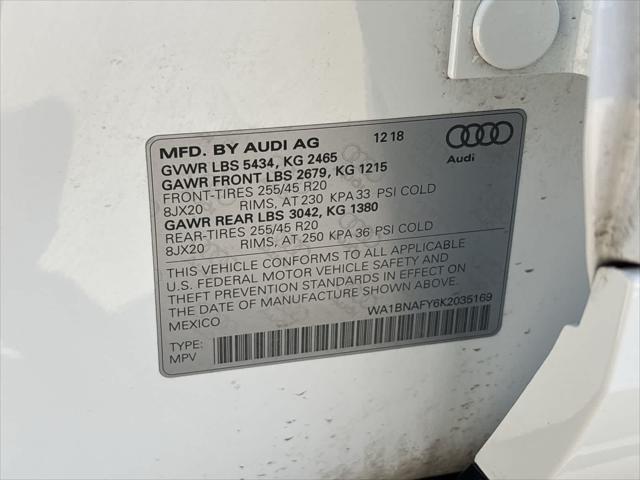 MFD. BY AUDI AG 12 18
GVWR LBS 5434, KG 2465
GAWR FRONT LBS 2679, KG 1215
FRONT-TIRES 255/45 R20
8JX20 RIMS, AT 230 KPA 33 PSI COLD
GAWR REAR LBS 3042, KG 1380
REAR-TIRES 255/45 R20
8JX20 RIMS, AT 250 KPA 36 PSI COLD
Audi
THIS VEHICLE CONFORMS TO ALL APPLICABLE
U.S. FEDERAL MOTOR VEHICLE SAFETY AND
THEFT PREVENTION STANDARDS IN EFFECT ON
THE DATE OF MANUFACTURE SHOWN ABOVE.
MEXICO WA1BNAFY6K2035169
TYPE:
MPV